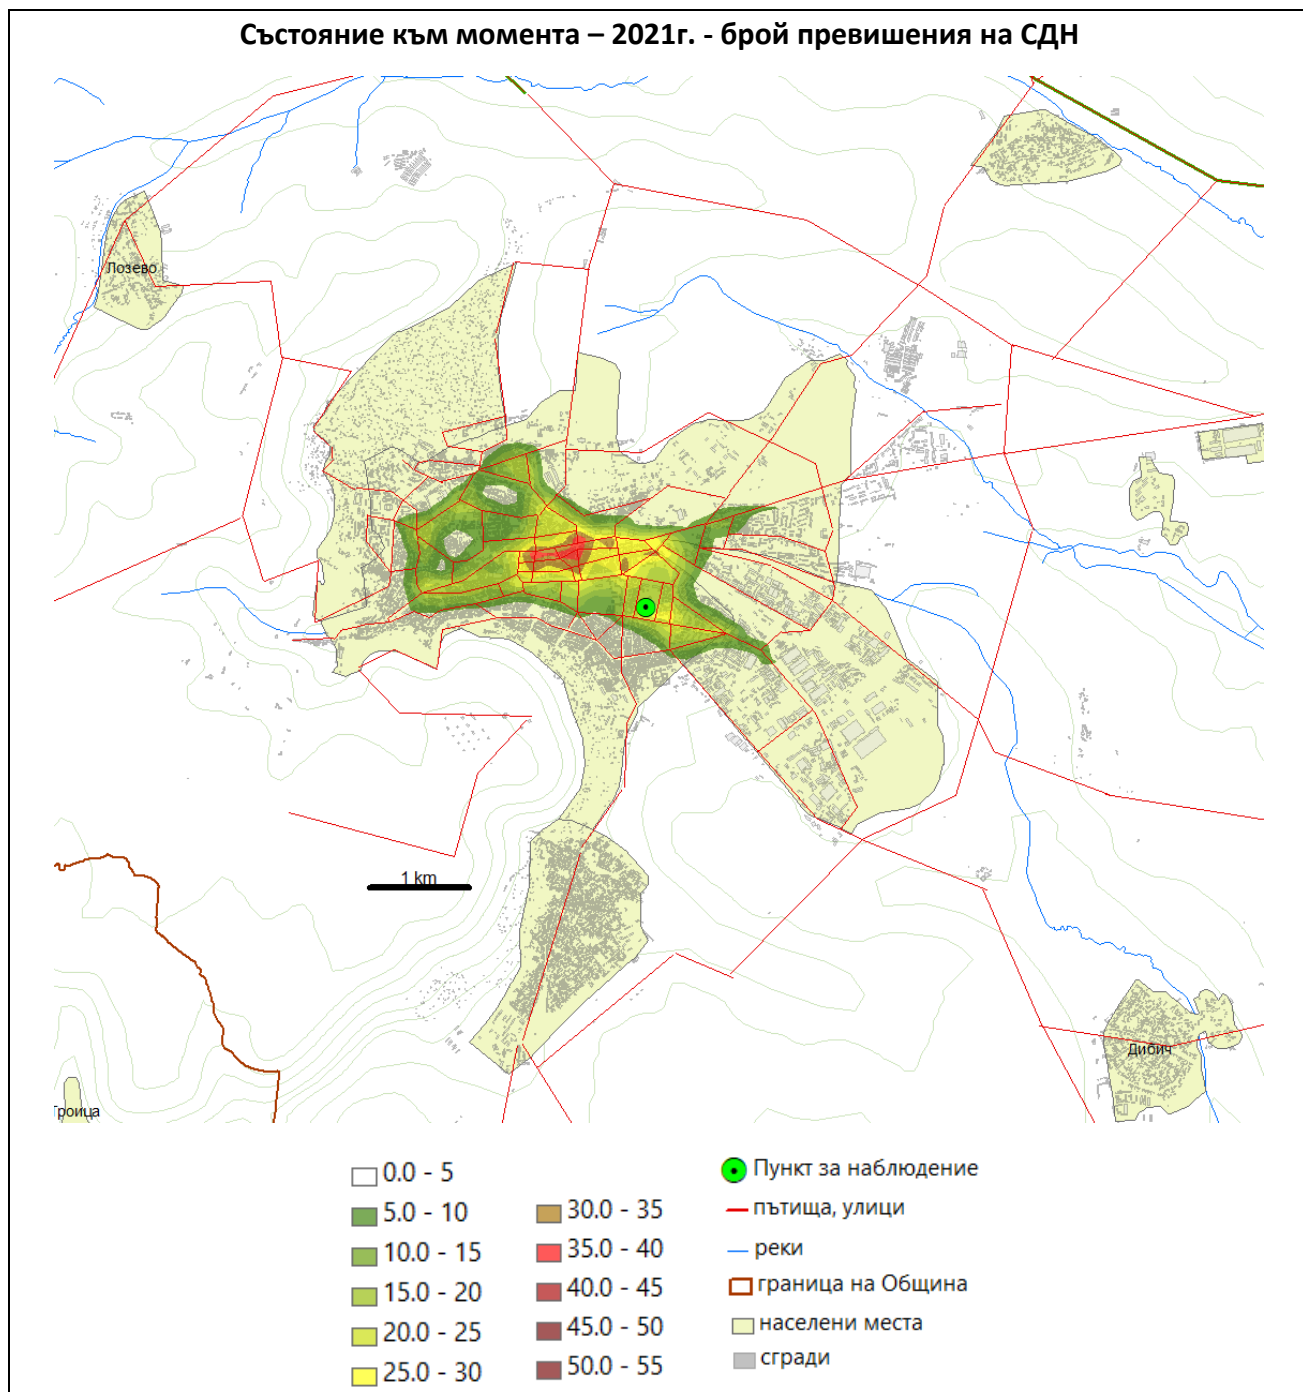 Състояние към момента – 2021г. - брой превишения на СДН
Лозево
1 km
Дибич
Троица
0.0 - 5
5.0 - 10
10.0 - 15
15.0 - 20
20.0 - 25
25.0 - 30
30.0 - 35
35.0 - 40
40.0 - 45
45.0 - 50
50.0 - 55
Пункт за наблюдение
пътища, улици
реки
граница на Община
населени места
сгради